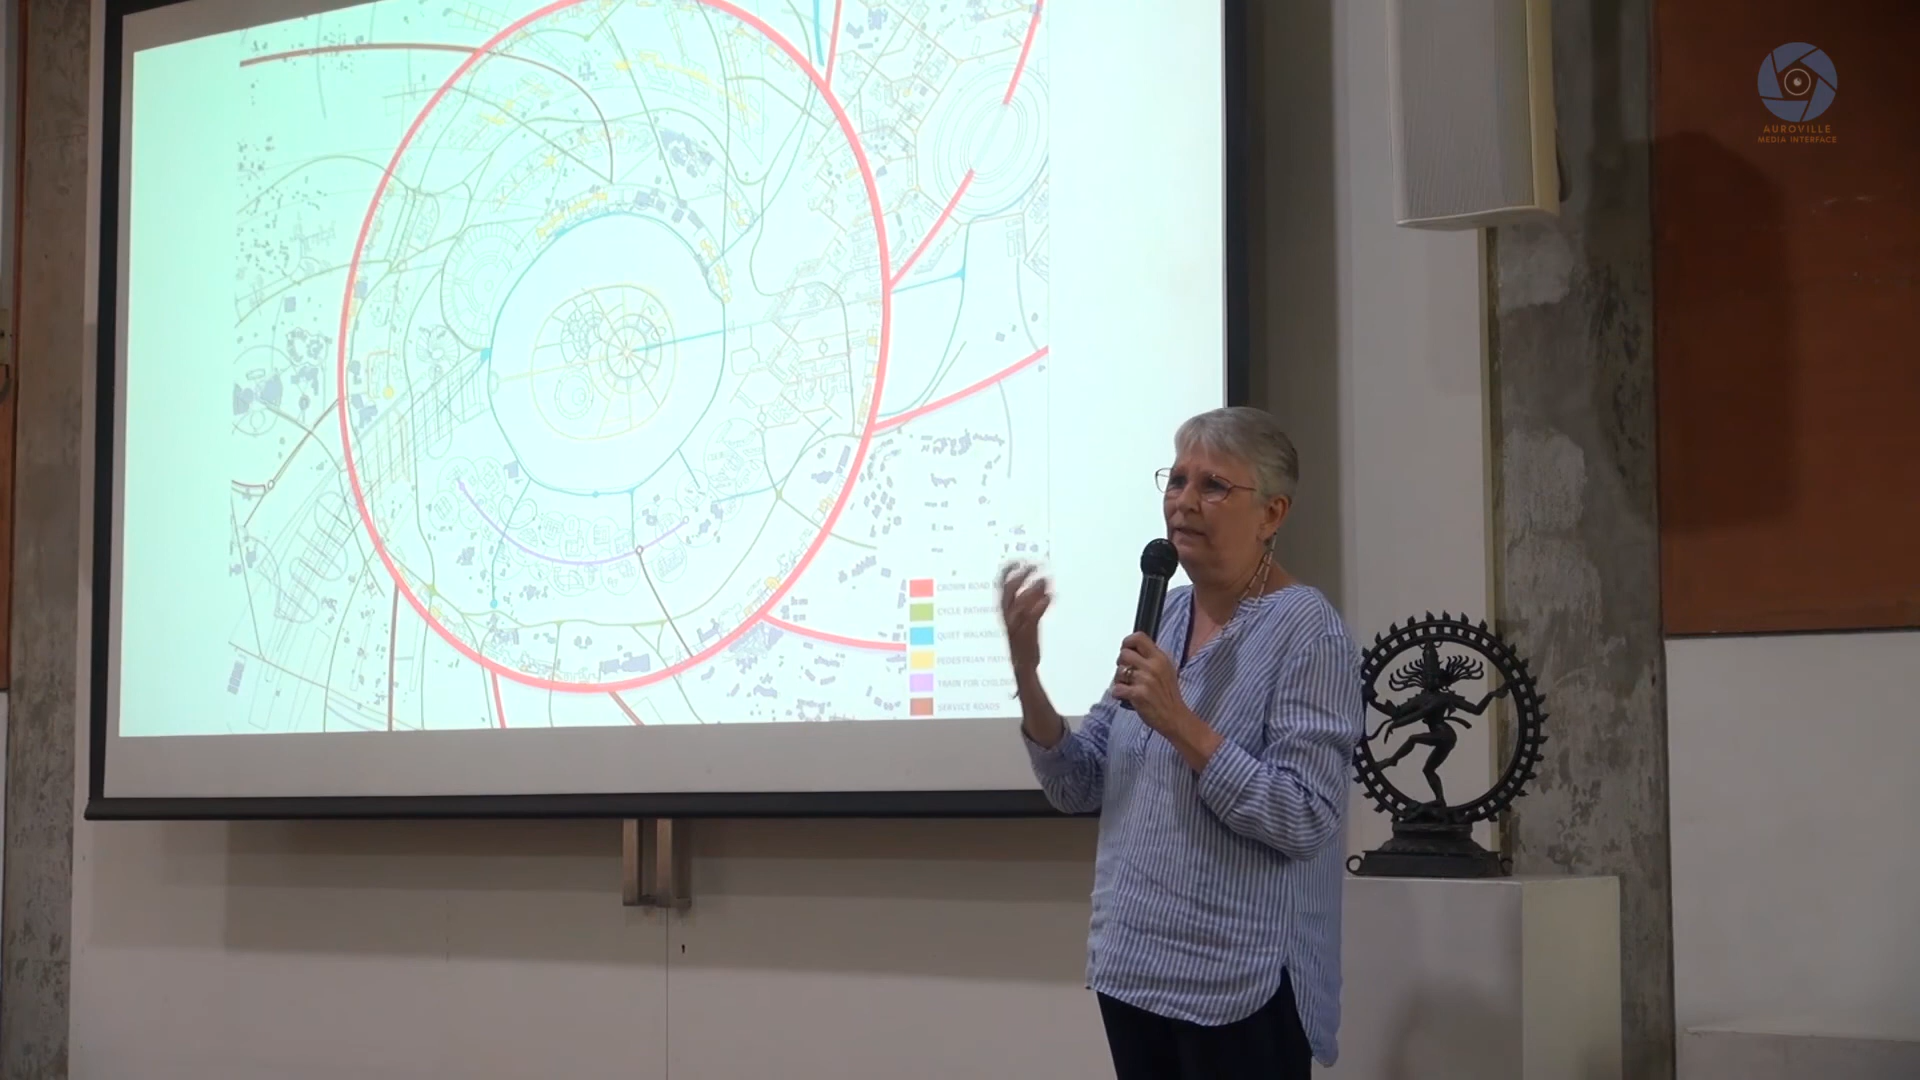 AUROVILLE
MEDIA INTERFACE
CROWN ROAD
CYCLE PATHWAY
QUIET WALKING
PEDESTRIAN PATH
TRAIN FOR CHILDREN
SERVICE ROADS